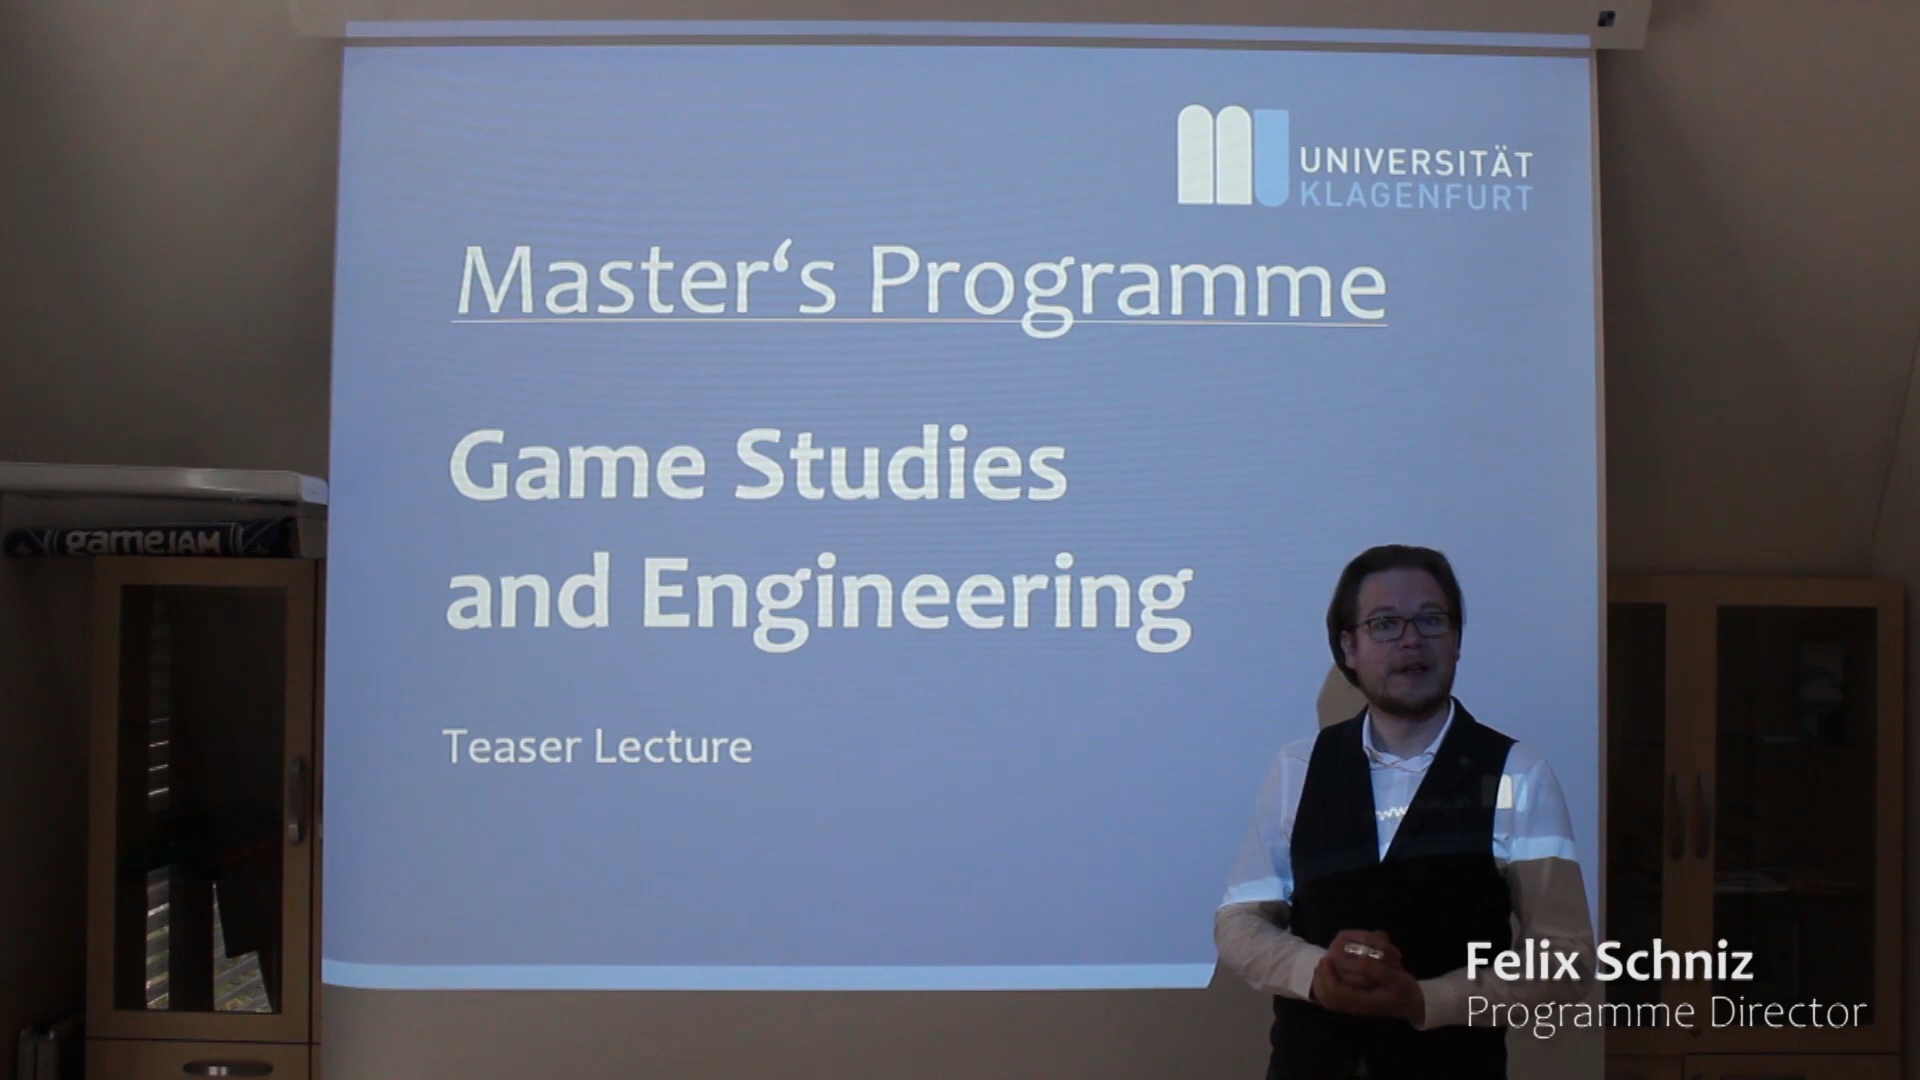 UNIVERSITÄT
KLAGENFURT
Master‘s Programme
Game Studies
and Engineering
Teaser Lecture
gameJAM
Felix Schniz
Programme Director